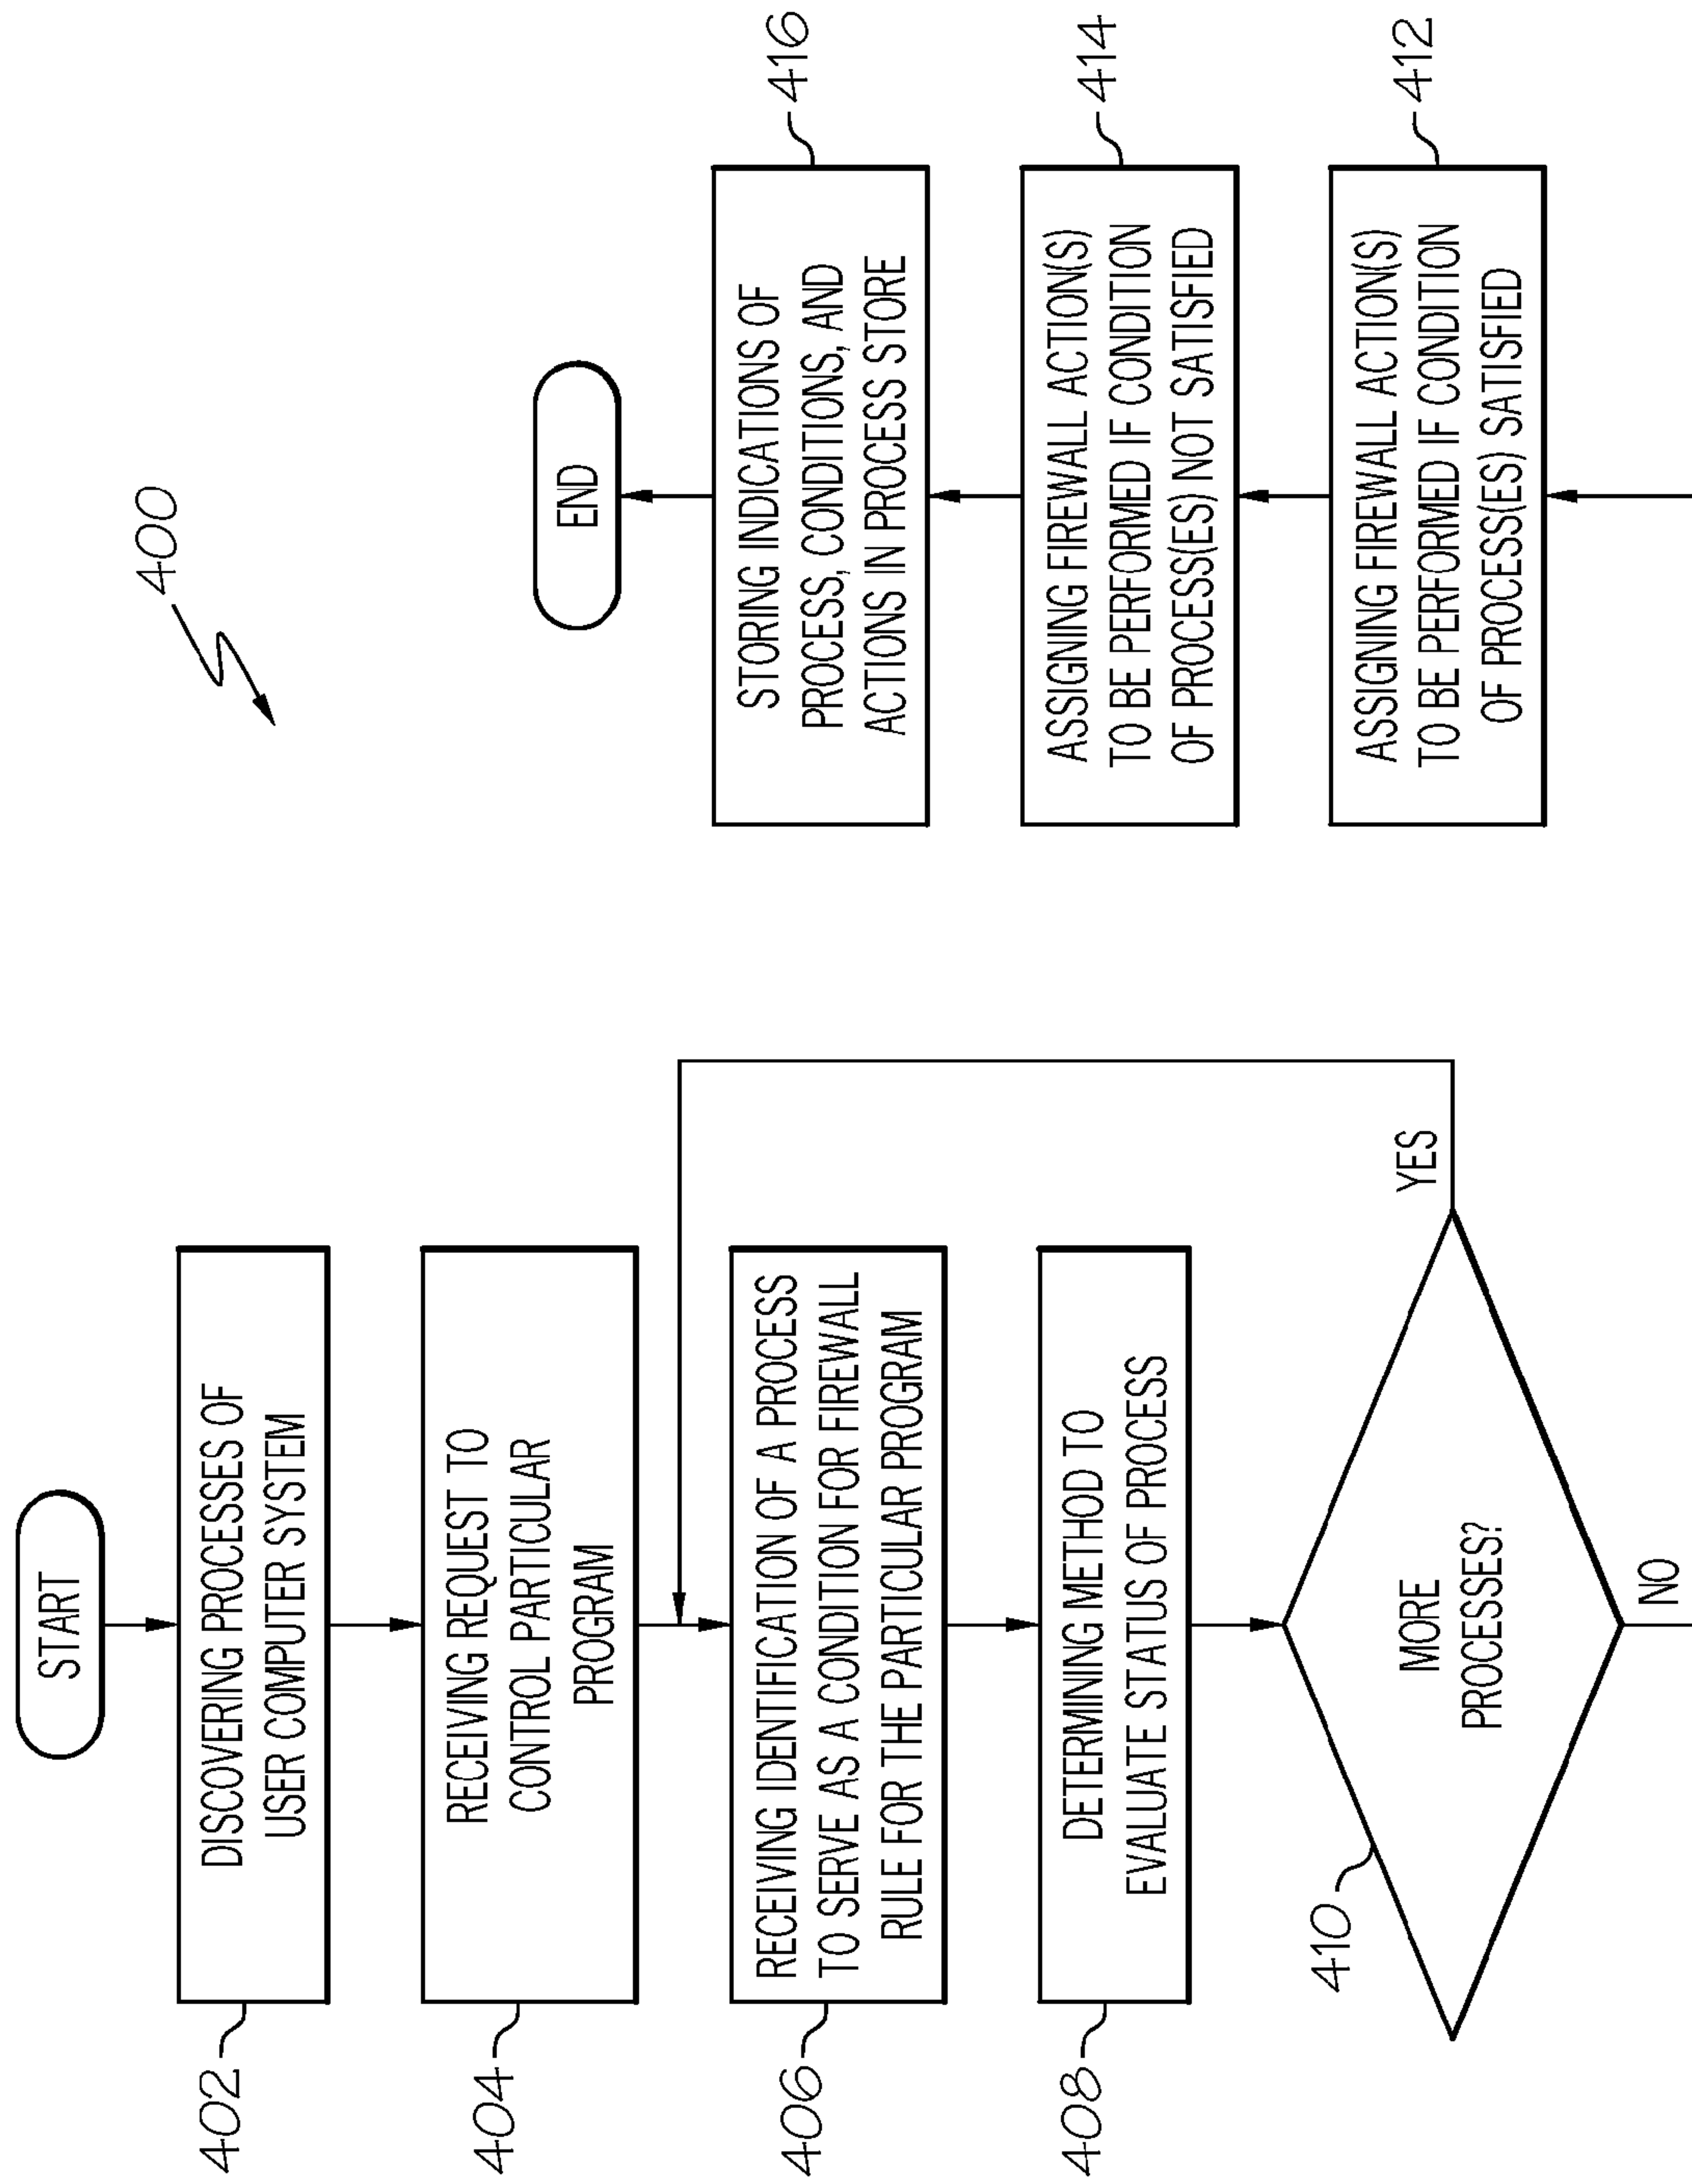 400
START
DISCOVERING PROCESSES OF
USER COMPUTER SYSTEM
402
RECEIVING REQUEST TO
CONTROL PARTICULAR
PROGRAM
404
RECEIVING IDENTIFICATION OF A PROCESS
TO SERVE AS A CONDITION FOR FIREWALL
RULE FOR THE PARTICULAR PROGRAM
406
DETERMINING METHOD TO
EVALUATE STATUS OF PROCESS
408
MORE
PROCESSES?
410
YES
NO
ASSIGNING FIREWALL ACTION(S)
TO BE PERFORMED IF CONDITION
OF PROCESS(ES) SATISFIED
412
ASSIGNING FIREWALL ACTION(S)
TO BE PERFORMED IF CONDITION
OF PROCESS(ES) NOT SATISFIED
414
STORING INDICATIONS OF
PROCESS, CONDITIONS, AND
ACTIONS IN PROCESS STORE
416
END